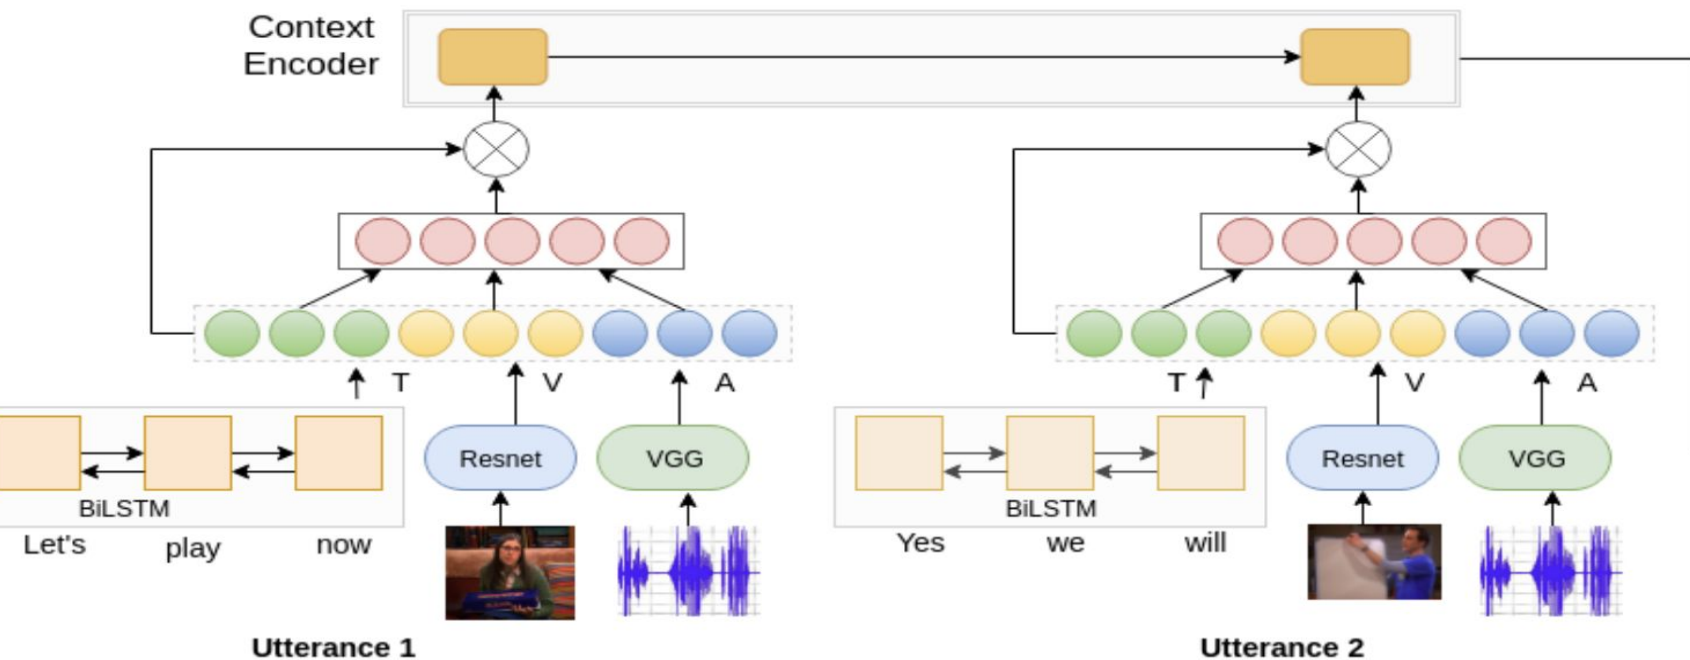 Context
Encoder
T
V
A
T
V
A
Resnet
VGG
Resnet
VGG
BiLSTM
BiLSTM
Let's play now
Yes we will
Utterance 1
Utterance 2